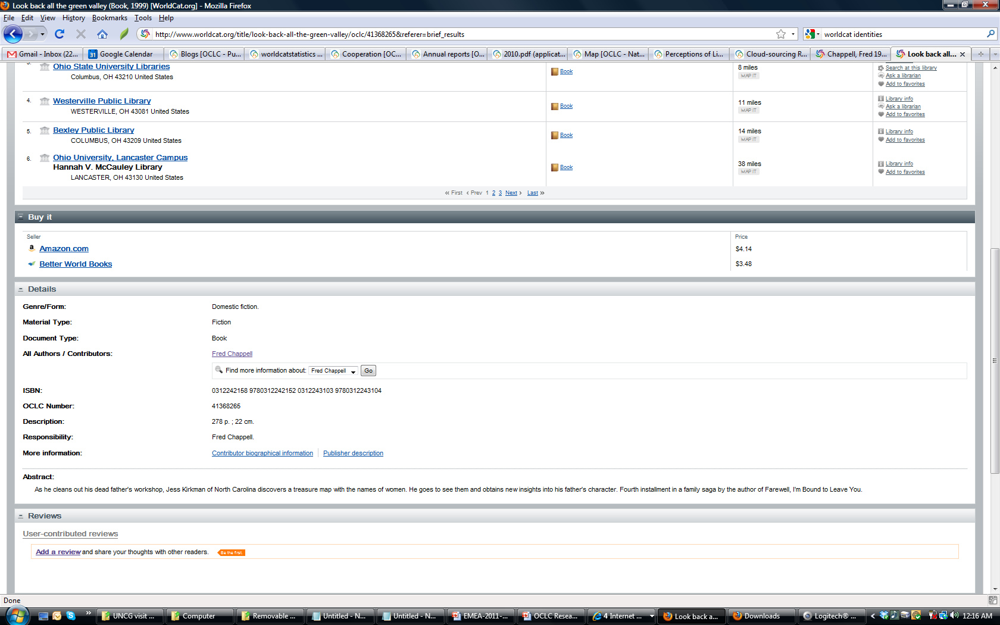 Look back all the green valley (Book, 1999) [WorldCat.org] - Mozilla Firefox
File Edit View History Bookmarks Tools Help
http://www.worldcat.org/title/look-back-all-the-green-valley/oclc/41368265&referer=brief_results
worldcat identities
Gmail - Inbox (22...
31 Google Calendar
Blogs [OCLC - Pu...
worldcatstatistics ...
Cooperation [OC...
Annual reports [O...
2010.pdf (applicat...
Map [OCLC - Nat...
Perceptions of Li...
Cloud-sourcing R...
Chappell, Fred 19...
Look back all...
Ohio State University Libraries
Columbus, OH 43210 United States
Book
8 miles
MAP IT
Search at this library
Ask a librarian
Add to favorites
4. Westerville Public Library
WESTERVILLE, OH 43081 United States
Book
11 miles
MAP IT
Library info
Ask a librarian
Add to favorites
5. Bexley Public Library
COLUMBUS, OH 43209 United States
Book
14 miles
MAP IT
Library info
Add to favorites
6. Ohio University, Lancaster Campus
Hannah V. McCauley Library
LANCASTER, OH 43130 United States
Book
38 miles
MAP IT
Library info
Add to favorites
« First ‹ Prev 1 2 3 Next › Last »
Buy it
Seller Price
Amazon.com $4.14
Better World Books $3.48
Details
Genre/Form: Domestic fiction.
Material Type: Fiction
Document Type: Book
All Authors / Contributors: Fred Chappell
Find more information about: Fred Chappell Go
ISBN: 0312242158 9780312242152 0312243103 9780312243104
OCLC Number: 41368265
Description: 278 p. ; 22 cm.
Responsibility: Fred Chappell.
More information: Contributor biographical information Publisher description
Abstract:
As he cleans out his dead father's workshop, Jess Kirkman of North Carolina discovers a treasure map with the names of women. He goes to see them and obtains new insights into his father's character. Fourth installment in a family saga by the author of Farewell, I'm Bound to Leave You.
Reviews
User-contributed reviews
Add a review and share your thoughts with other readers. Be the first.
Done
UNCG visit ...
Computer
Removable ...
Untitled - N...
Untitled - N...
EMEA-2011-...
OCLC Resea...
4 Internet ...
Look back a...
Downloads
Logitech® ...
12:16 AM